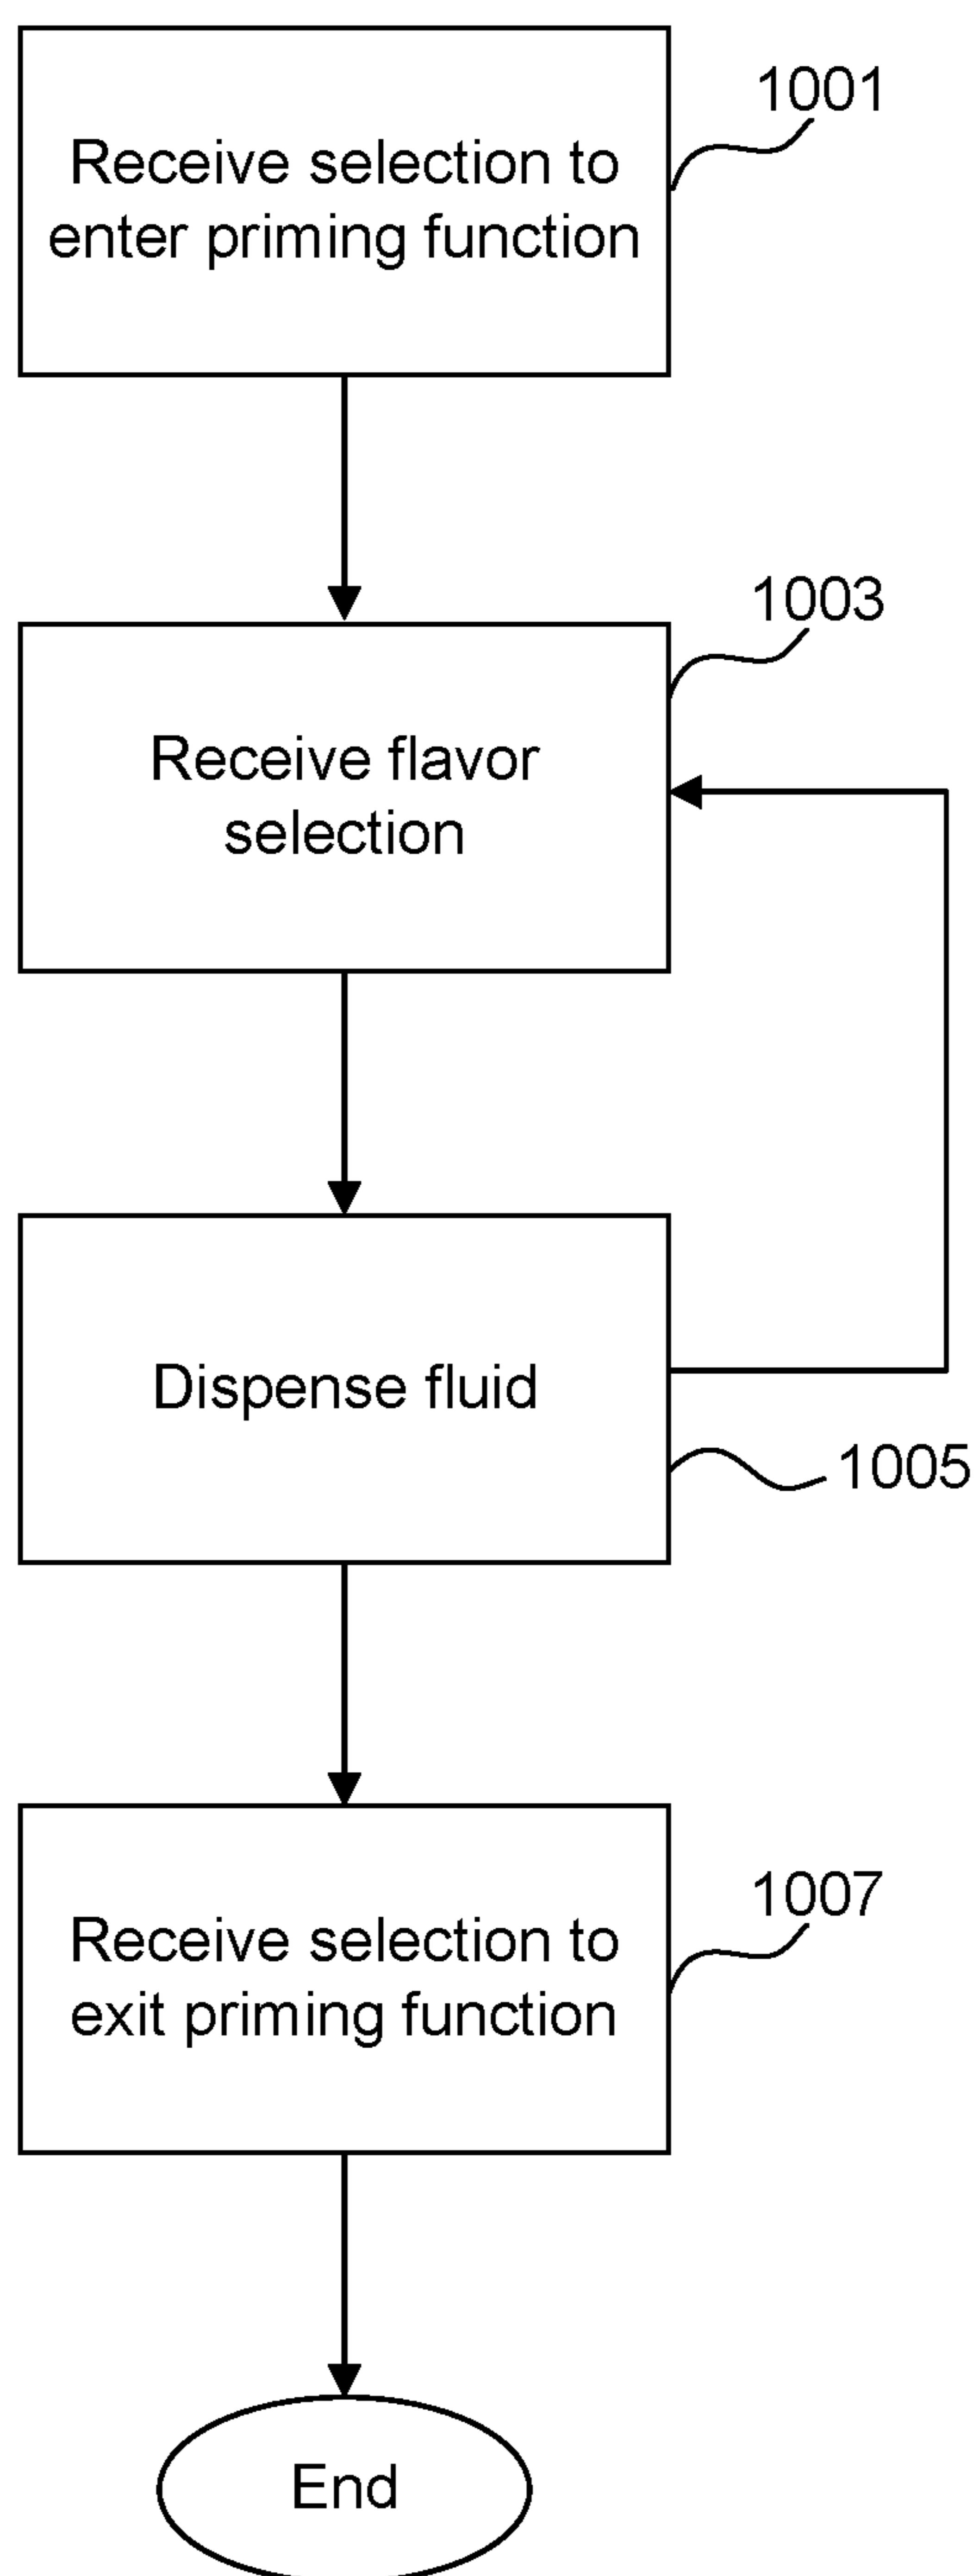 Receive selection to
enter priming function
1001
Receive flavor
selection
1003
Dispense fluid
1005
Receive selection to
exit priming function
1007
End